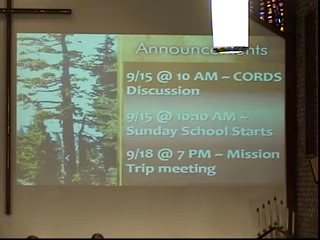 Announcements
9/15 @ 10 AM ~ CORDS
Discussion
9/15 @ 10:10 AM ~
Sunday School Starts
9/18 @ 7 PM ~ Mission
Trip meeting